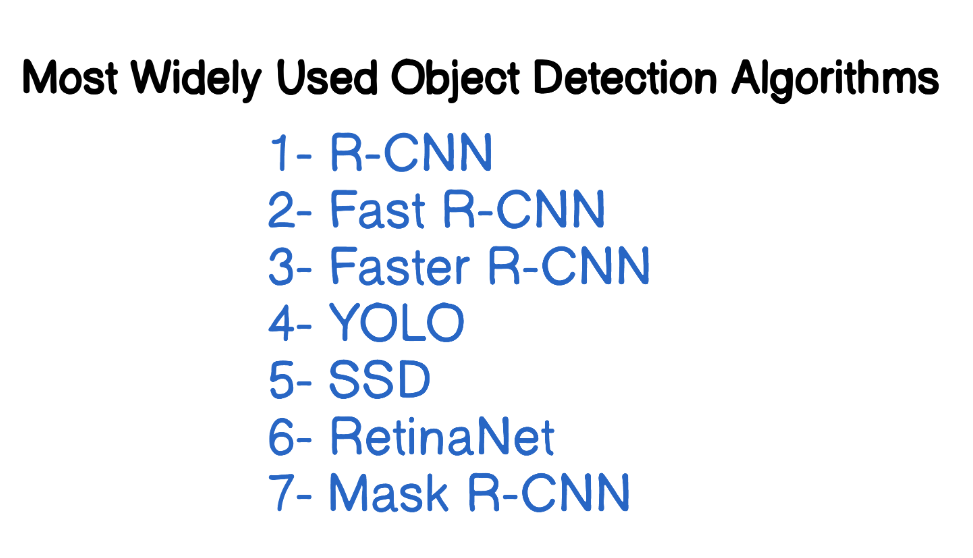 Most Widely Used Object Detection Algorithms
1- R-CNN
2- Fast R-CNN
3- Faster R-CNN
4- YOLO
5- SSD
6- RetinaNet
7- Mask R-CNN